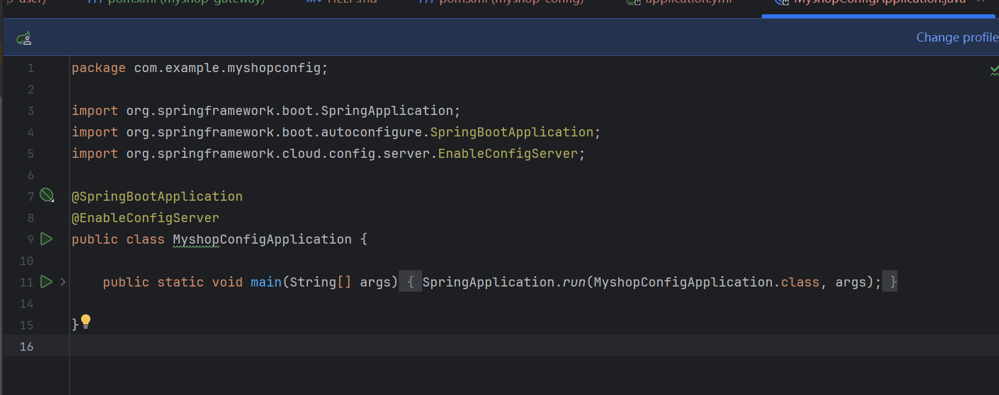 p-user) pom.xml (myshop-gateway) HELP.md pom.xml (myshop-config) application.yml MyshopConfigApplication.java
Change profile
1 package com.example.myshopconfig;
2
3 import org.springframework.boot.SpringApplication;
4 import org.springframework.boot.autoconfigure.SpringBootApplication;
5 import org.springframework.cloud.config.server.EnableConfigServer;
6
7 @SpringBootApplication
8 @EnableConfigServer
9 public class MyshopConfigApplication {
10
11 public static void main(String[] args) { SpringApplication.run(MyshopConfigApplication.class, args); }
14
15 }
16